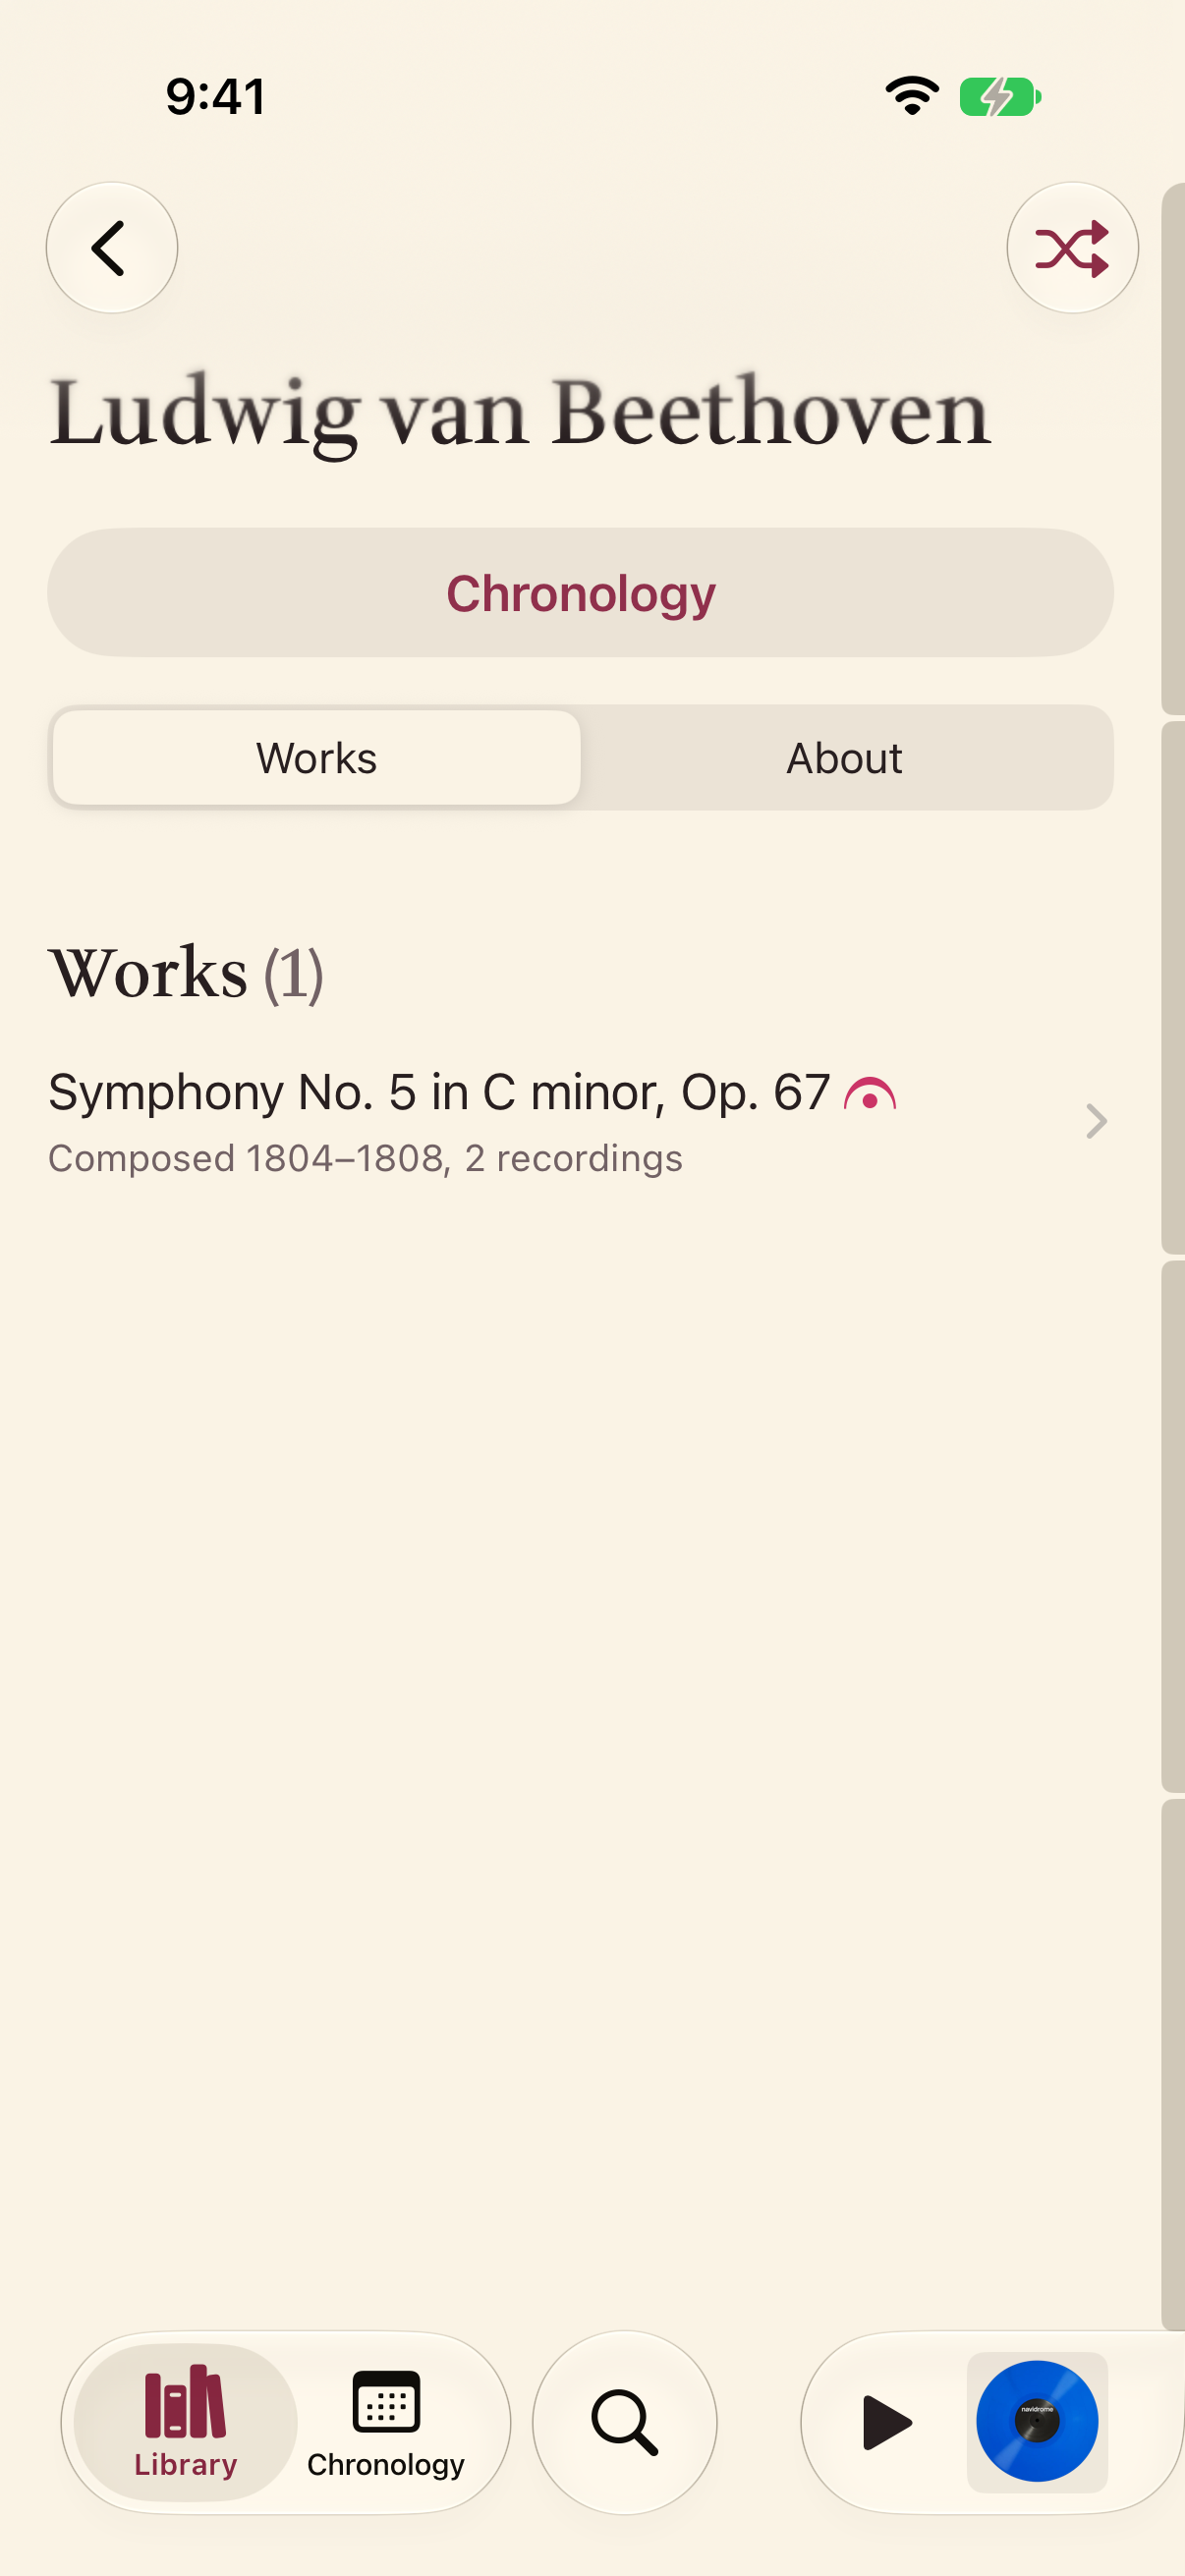 9:41
Ludwig van Beethoven
Chronology
Works
About
Works (1)
Symphony No. 5 in C minor, Op. 67
Composed 1804–1808, 2 recordings
Library
Chronology
navidrome